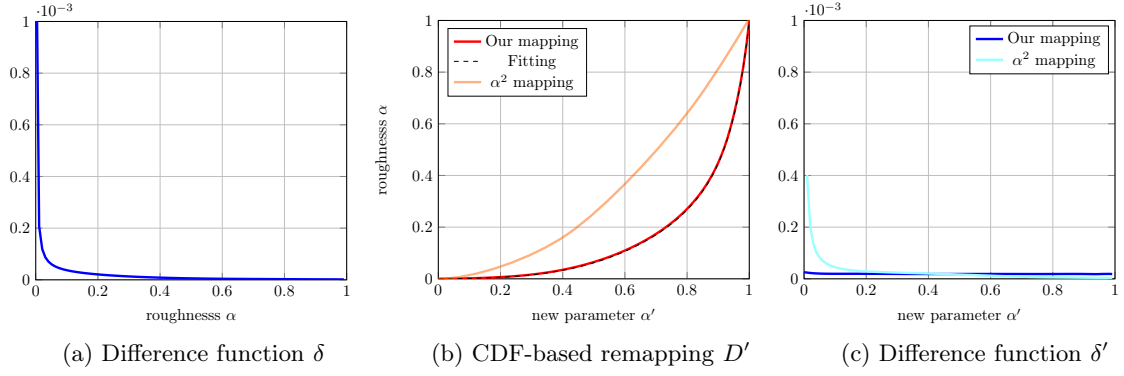 ·10⁻³
1
0.8
0.6
0.4
0.2
0
0 0.2 0.4 0.6 0.8 1
roughnesss α
(a) Difference function δ
1
0.8
0.6
0.4
0.2
0
roughnesss α
Our mapping
Fitting
α² mapping
0 0.2 0.4 0.6 0.8 1
new parameter α′
(b) CDF-based remapping D′
·10⁻³
1
0.8
0.6
0.4
0.2
0
Our mapping
α² mapping
0 0.2 0.4 0.6 0.8 1
new parameter α′
(c) Difference function δ′